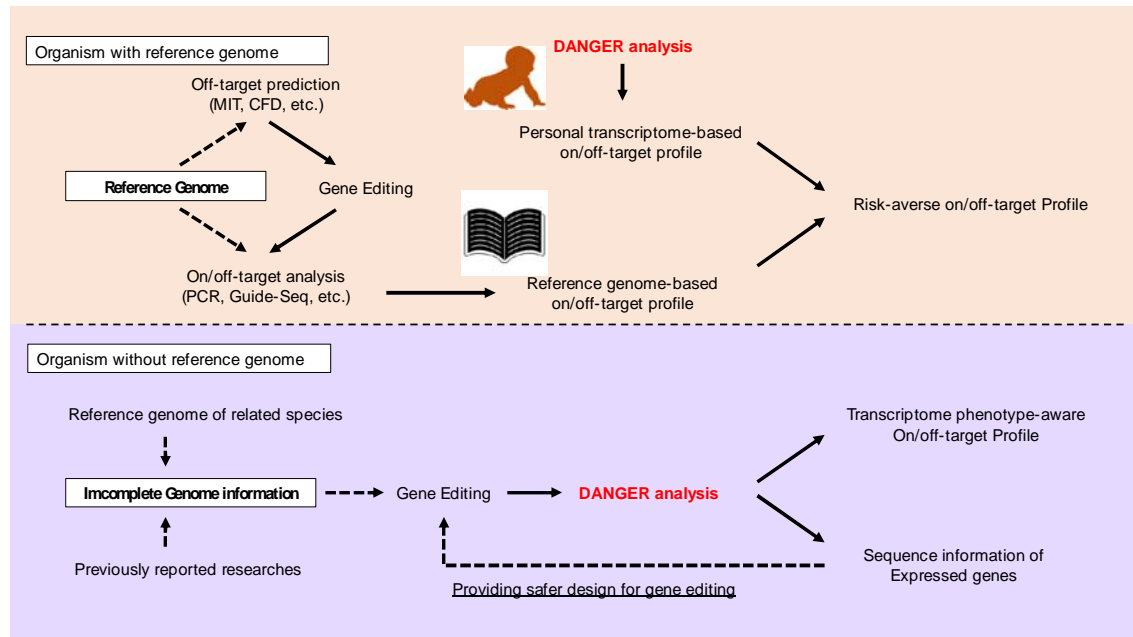 Organism with reference genome
DANGER analysis
Off-target prediction
(MIT, CFD, etc.)
Personal transcriptome-based
on/off-target profile
Reference Genome
Gene Editing
Risk-averse on/off-target Profile
On/off-target analysis
(PCR, Guide-Seq, etc.)
Reference genome-based
on/off-target profile
Organism without reference genome
Reference genome of related species
Transcriptome phenotype-aware
On/off-target Profile
Imcomplete Genome information
Gene Editing
DANGER analysis
Previously reported researches
Sequence information of
Expressed genes
Providing safer design for gene editing